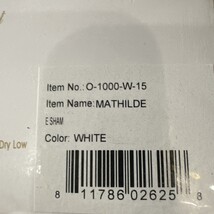 Item No.: O-1000-W-15
Item Name: MATHILDE
E SHAM
Color: WHITE
Dry Low
8 11786 02625 8